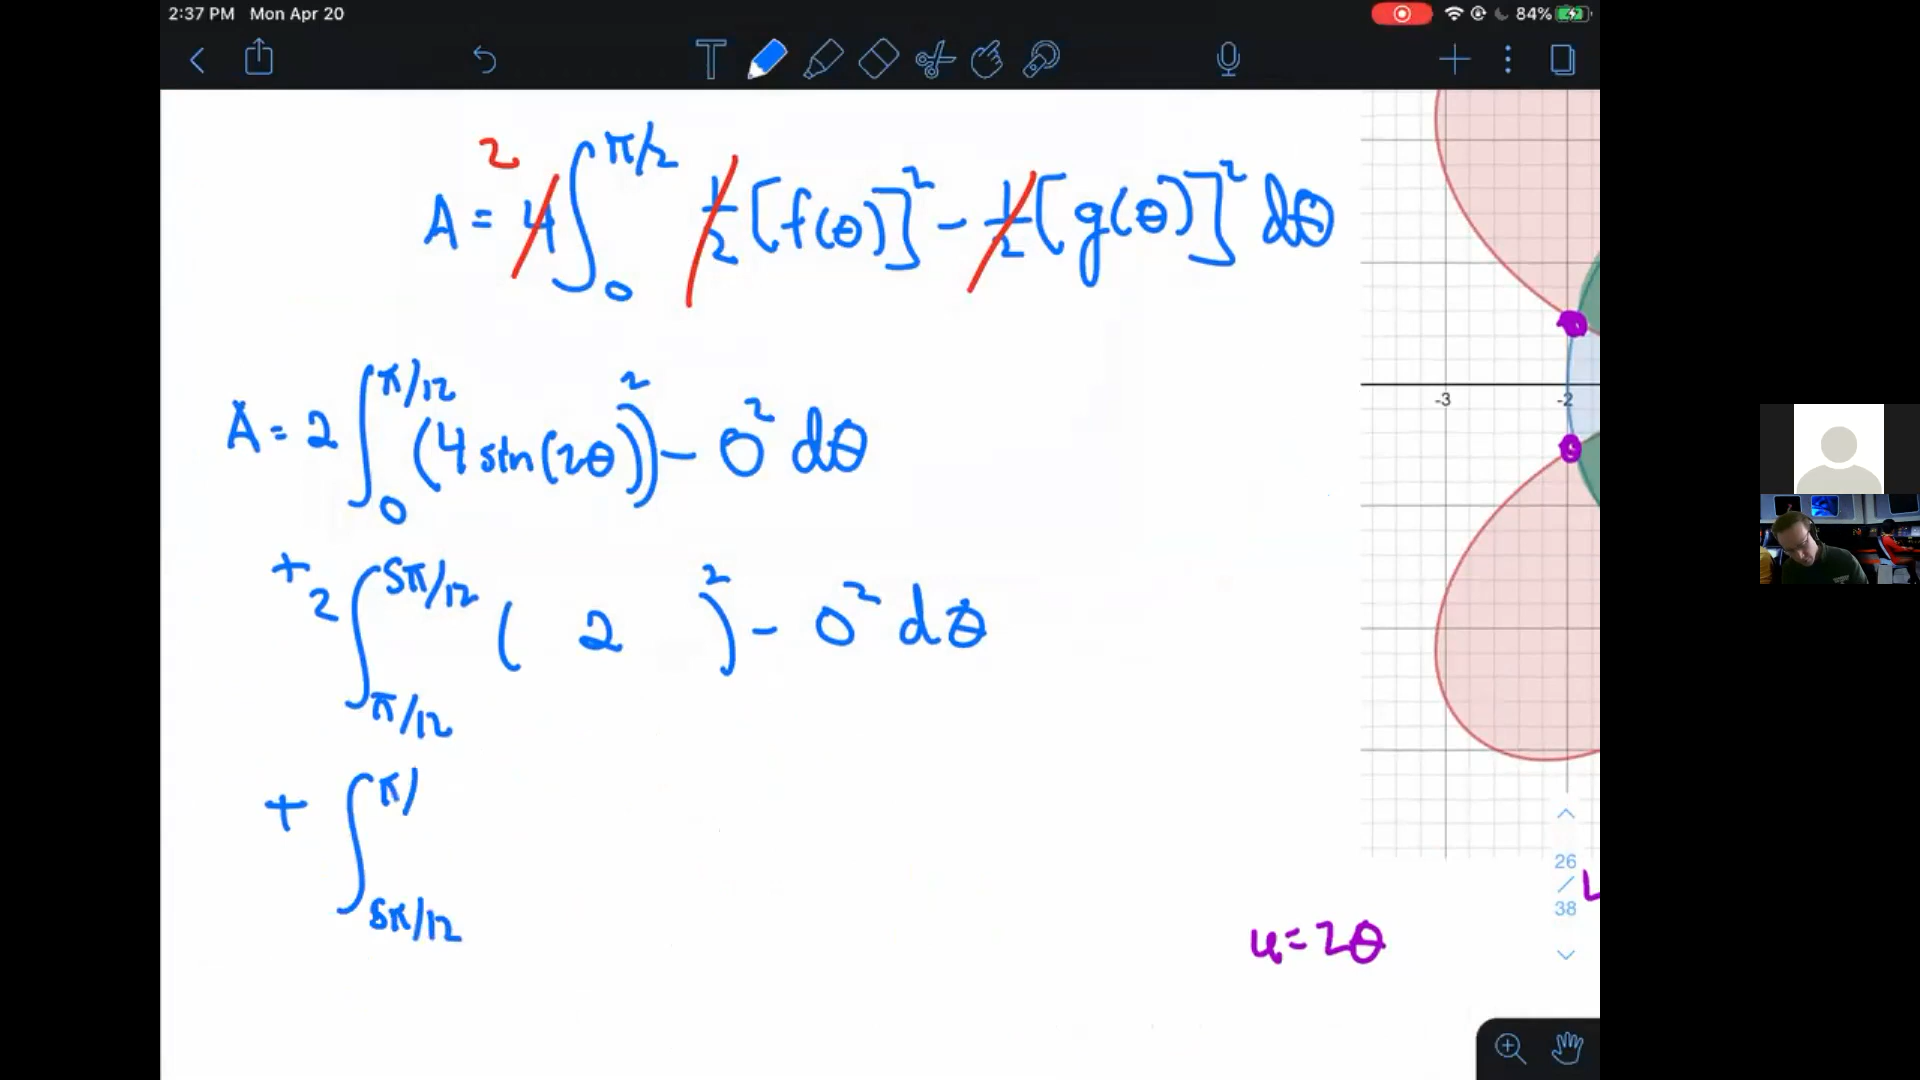 2:37 PM Mon Apr 20
84%
T
2
A = 4 ∫₀^π/2 1/2 [f(θ)]² - 1/2 [g(θ)]² dθ
A = 2 ∫₀^π/12 (4 sin(2θ))² - 0² dθ
+ 2 ∫_π/12^5π/12 ( 2 )² - 0² dθ
+ ∫_5π/12^π/
-3
-2
26
/
38
u = 2θ